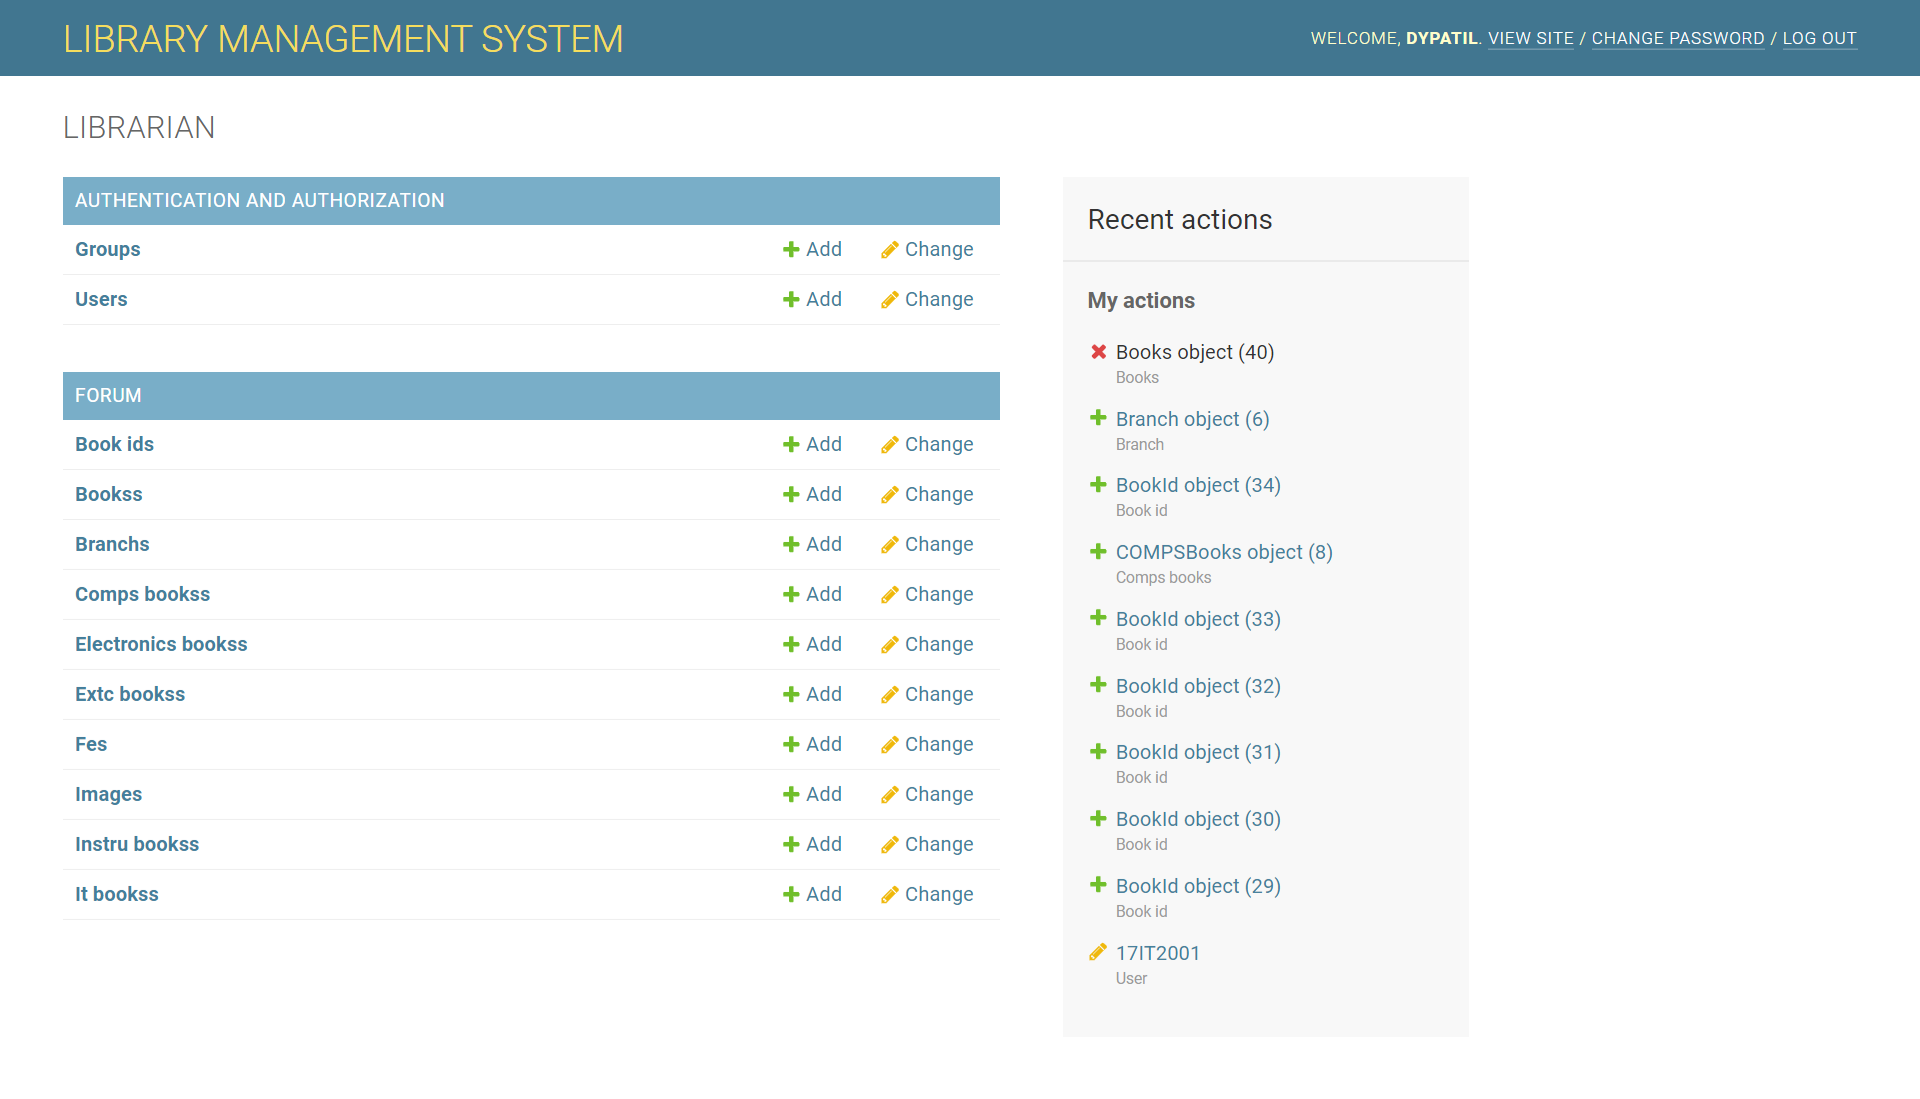 LIBRARY MANAGEMENT SYSTEM
WELCOME, DYPATIL. VIEW SITE / CHANGE PASSWORD / LOG OUT
LIBRARIAN
AUTHENTICATION AND AUTHORIZATION
Groups Add Change
Users Add Change
FORUM
Book ids Add Change
Bookss Add Change
Branchs Add Change
Comps bookss Add Change
Electronics bookss Add Change
Extc bookss Add Change
Fes Add Change
Images Add Change
Instru bookss Add Change
It bookss Add Change
Recent actions
My actions
Books object (40)
Books
Branch object (6)
Branch
BookId object (34)
Book id
COMPSBooks object (8)
Comps books
BookId object (33)
Book id
BookId object (32)
Book id
BookId object (31)
Book id
BookId object (30)
Book id
BookId object (29)
Book id
17IT2001
User